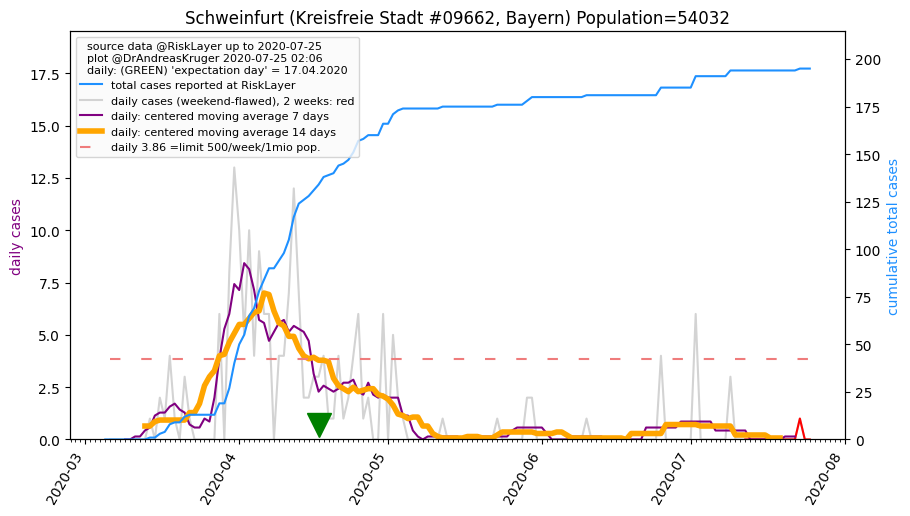 Schweinfurt (Kreisfreie Stadt #09662, Bayern) Population=54032
source data @RiskLayer up to 2020-07-25
plot @DrAndreasKruger 2020-07-25 02:06
daily: (GREEN) 'expectation day' = 17.04.2020
total cases reported at RiskLayer
daily cases (weekend-flawed), 2 weeks: red
daily: centered moving average 7 days
daily: centered moving average 14 days
daily 3.86 =limit 500/week/1mio pop.
daily cases
17.5
15.0
12.5
10.0
7.5
5.0
2.5
0.0
200
175
150
125
100
75
50
25
0
cumulative total cases
2020-03
2020-04
2020-05
2020-06
2020-07
2020-08